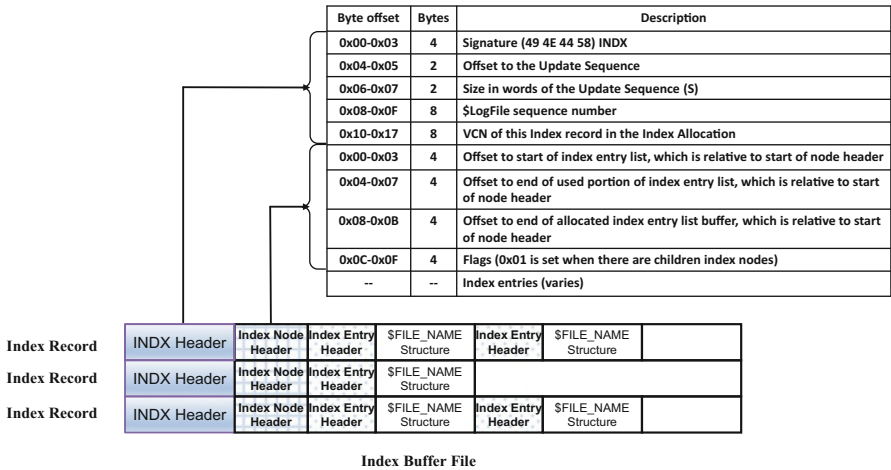 Byte offset Bytes Description
0x00-0x03 4 Signature (49 4E 44 58) INDX
0x04-0x05 2 Offset to the Update Sequence
0x06-0x07 2 Size in words of the Update Sequence (S)
0x08-0x0F 8 $LogFile sequence number
0x10-0x17 8 VCN of this Index record in the Index Allocation
0x00-0x03 4 Offset to start of index entry list, which is relative to start of node header
0x04-0x07 4 Offset to end of used portion of index entry list, which is relative to start
of node header
0x08-0x0B 4 Offset to end of allocated index entry list buffer, which is relative to start
of node header
0x0C-0x0F 4 Flags (0x01 is set when there are children index nodes)
-- -- Index entries (varies)
Index Record INDX Header Index Node Header Index Entry Header $FILE_NAME Structure Index Entry Header $FILE_NAME Structure
Index Record INDX Header Index Node Header Index Entry Header $FILE_NAME Structure
Index Record INDX Header Index Node Header Index Entry Header $FILE_NAME Structure Index Entry Header $FILE_NAME Structure
Index Buffer File